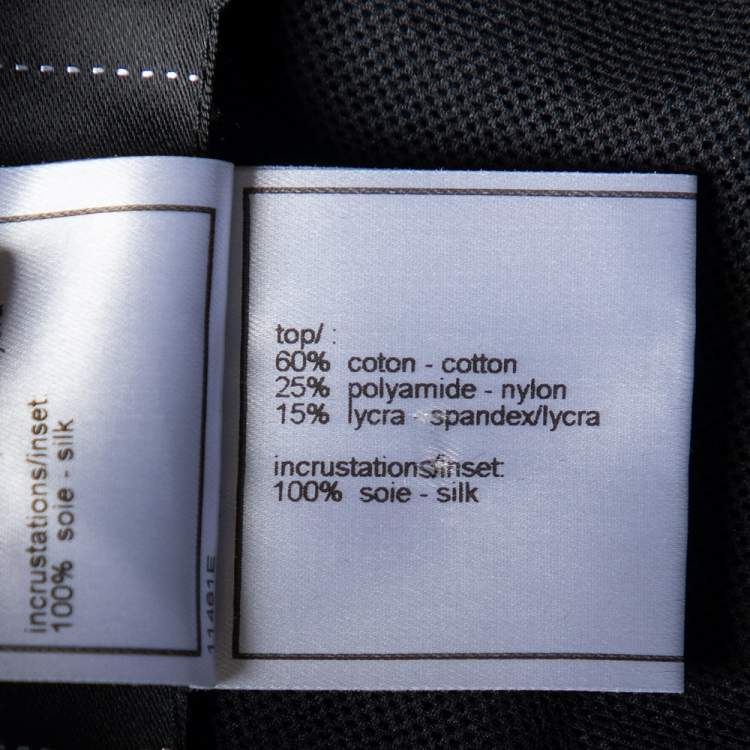 incrustations/inset
100% soie - silk
11461E
top/ :
60% coton - cotton
25% polyamide - nylon
15% lycra - spandex/lycra
incrustations/inset:
100% soie - silk